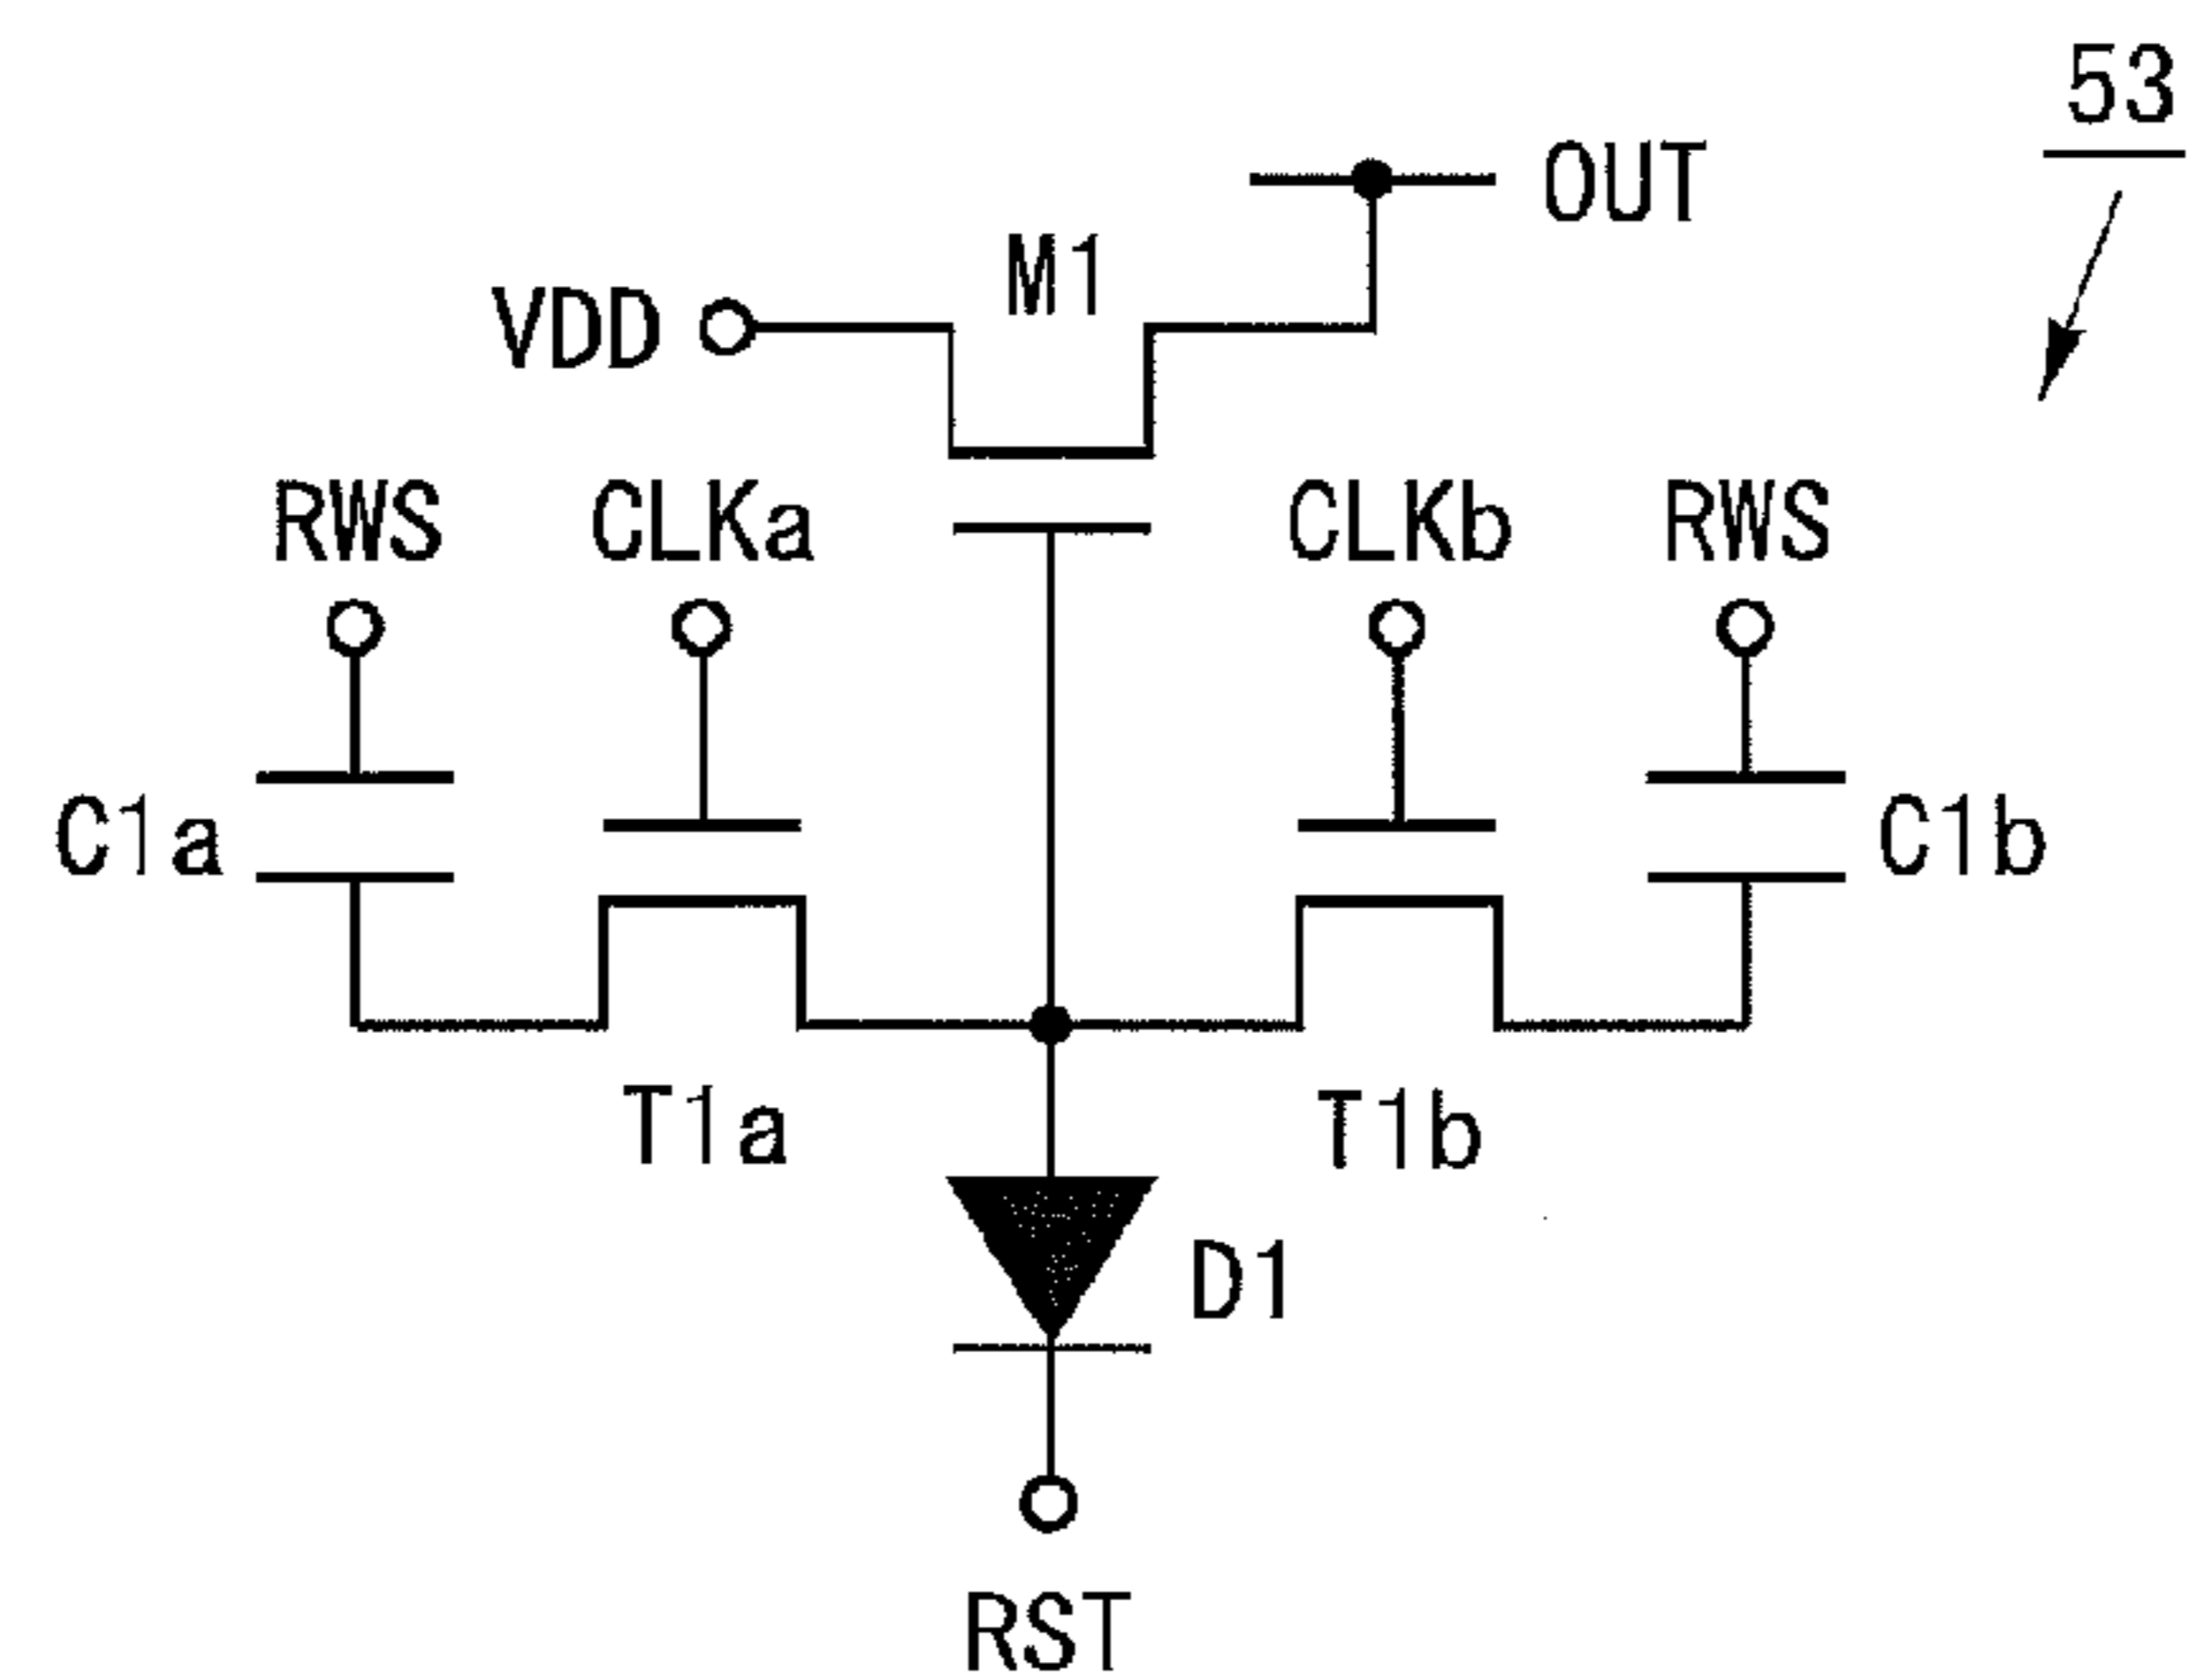 53
OUT
M1
VDD
RWS CLKa CLKb RWS
C1a C1b
T1a T1b
D1
RST